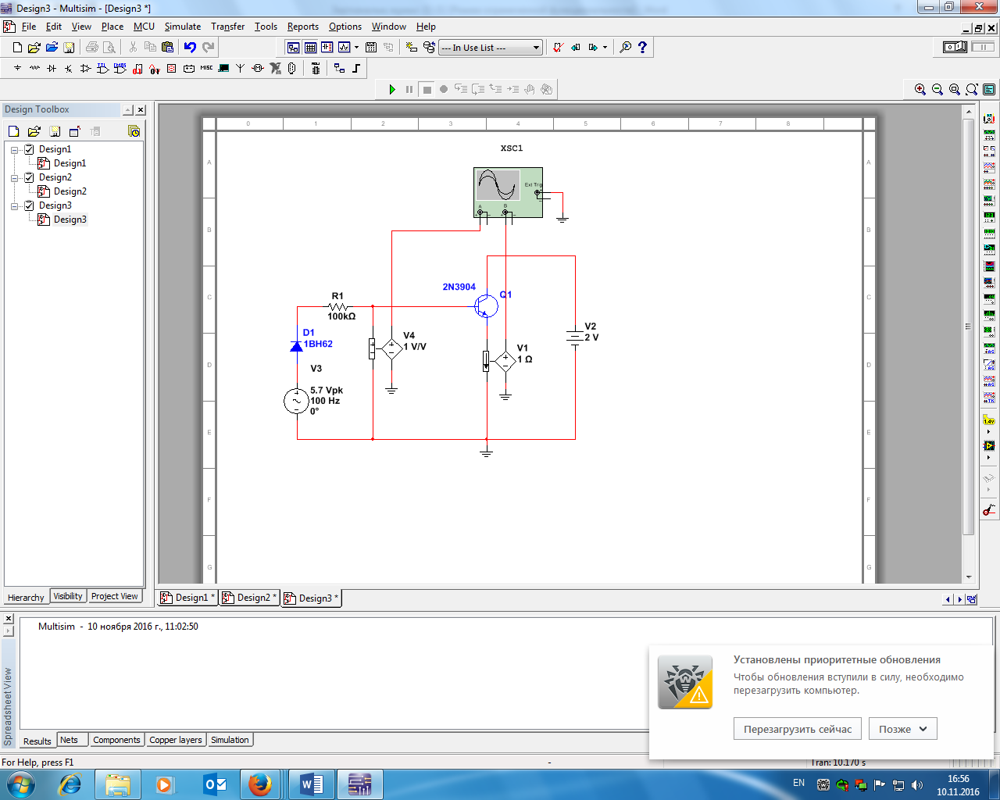 Design3 - Multisim - [Design3 *]
File Edit View Place MCU Simulate Transfer Tools Reports Options Window Help
--- In Use List ---
Design Toolbox
Design1
Design1
Design2
Design2
Design3
Design3
Hierarchy Visibility Project View
0 1 2 3 4 5 6 7 8
A A
B B
C C
D D
E E
F F
G G
XSC1
Ext Trig
A B
2N3904
Q1
R1
100kΩ
D1
1BH62
V4
1 V/V
V1
1 Ω
V2
2 V
V3
5.7 Vpk
100 Hz
0°
Design1 * Design2 * Design3 *
Multisim - 10 ноября 2016 г., 11:02:50
Spreadsheet View
Results Nets Components Copper layers Simulation
Установлены приоритетные обновления
Чтобы обновления вступили в силу, необходимо
перезагрузить компьютер.
Перезагрузить сейчас Позже
For Help, press F1 - Tran: 10.170 s
EN 16:56
10.11.2016